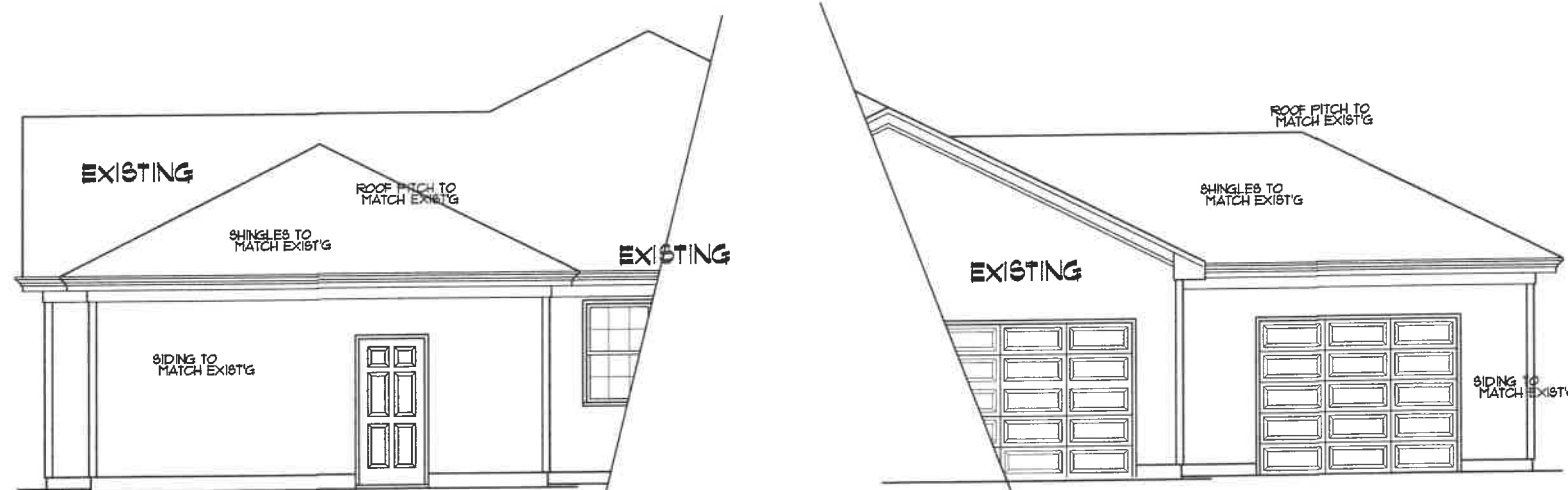 EXISTING
ROOF PITCH TO
MATCH EXIST'G
SHINGLES TO
MATCH EXIST'G
EXISTING
SIDING TO
MATCH EXIST'G
ROOF PITCH TO
MATCH EXIST'G
SHINGLES TO
MATCH EXIST'G
EXISTING
SIDING TO
MATCH EXIST'